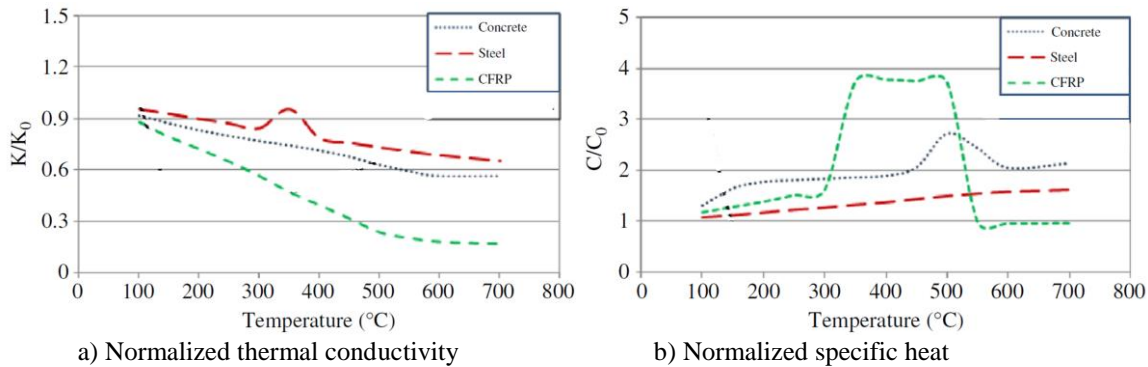 1.5
1.2
0.9
0.6
0.3
0
K/K0
0 100 200 300 400 500 600 700 800
Temperature (°C)
Concrete
Steel
CFRP
a) Normalized thermal conductivity
5
4
3
2
1
0
C/C0
0 100 200 300 400 500 600 700 800
Temperature (°C)
Concrete
Steel
CFRP
b) Normalized specific heat